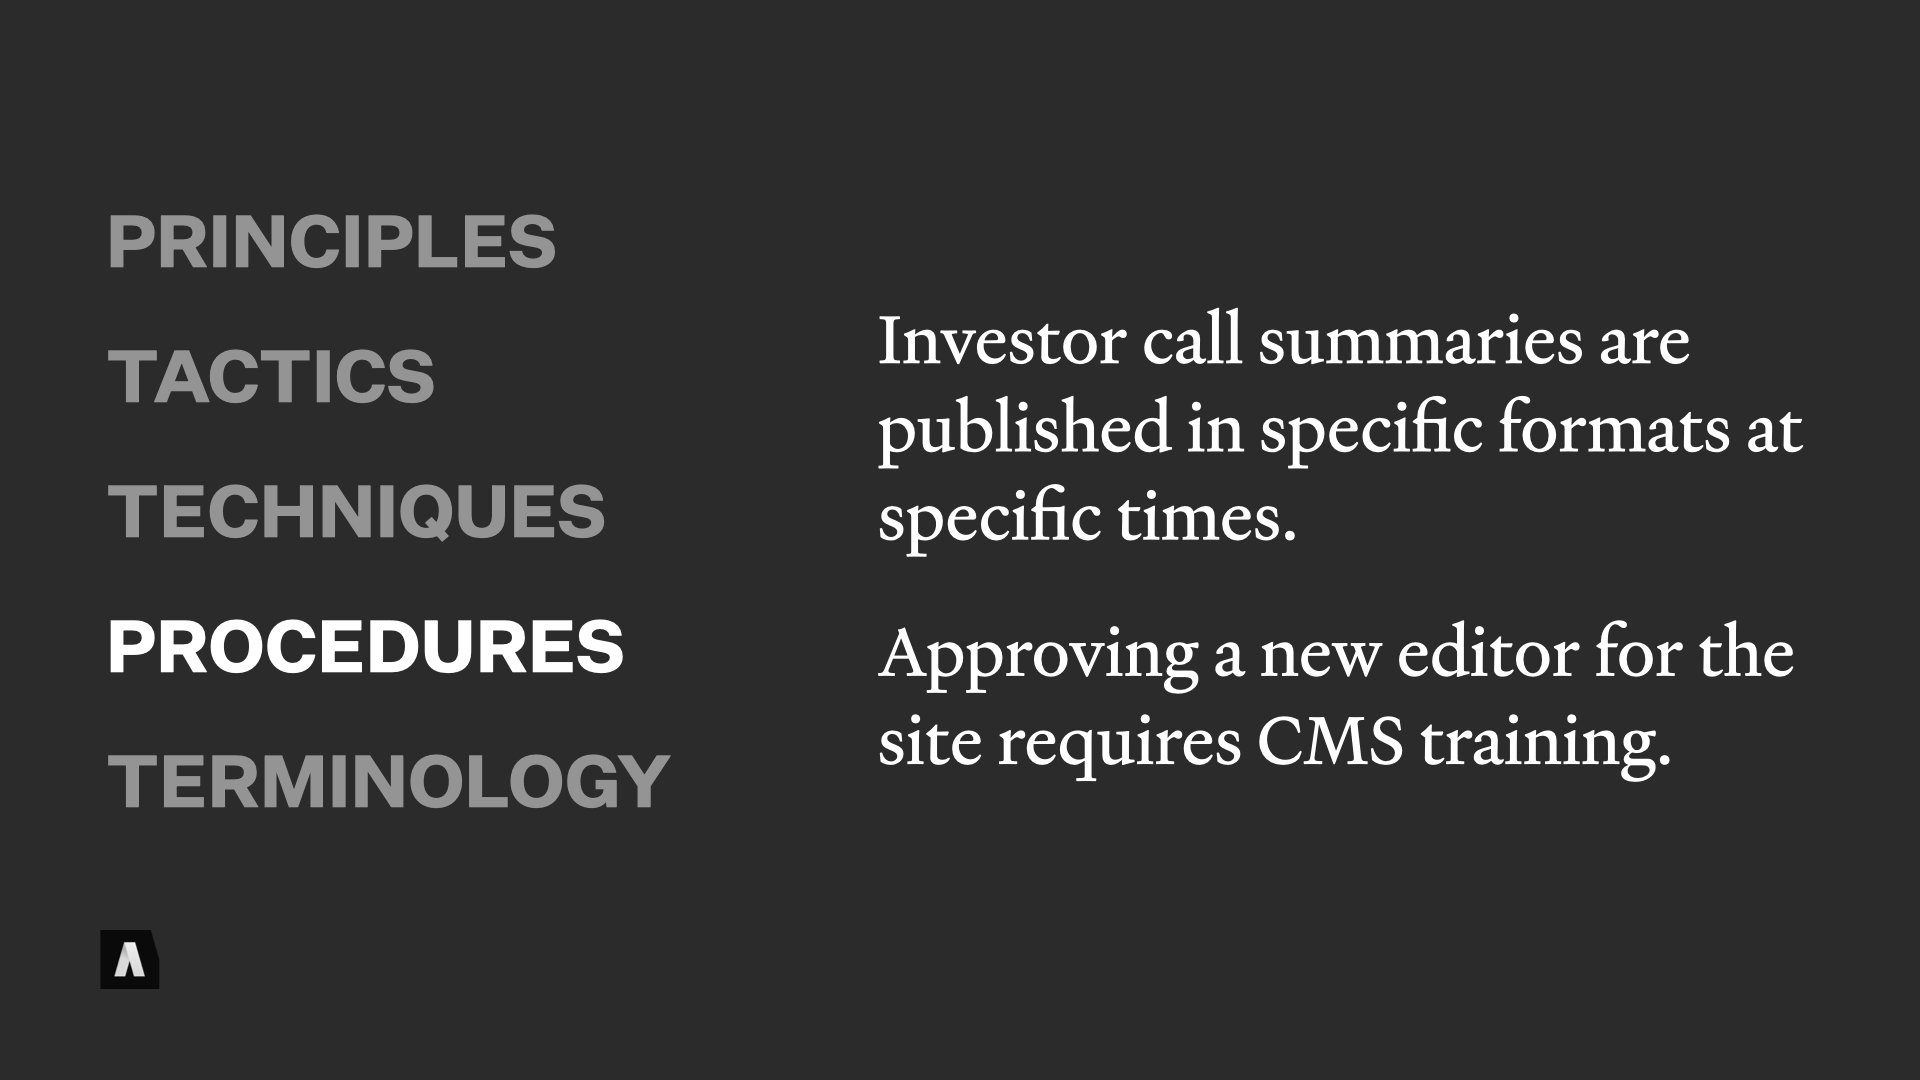 PRINCIPLES
TACTICS
TECHNIQUES
PROCEDURES
TERMINOLOGY
Investor call summaries are
published in specific formats at
specific times.
Approving a new editor for the
site requires CMS training.